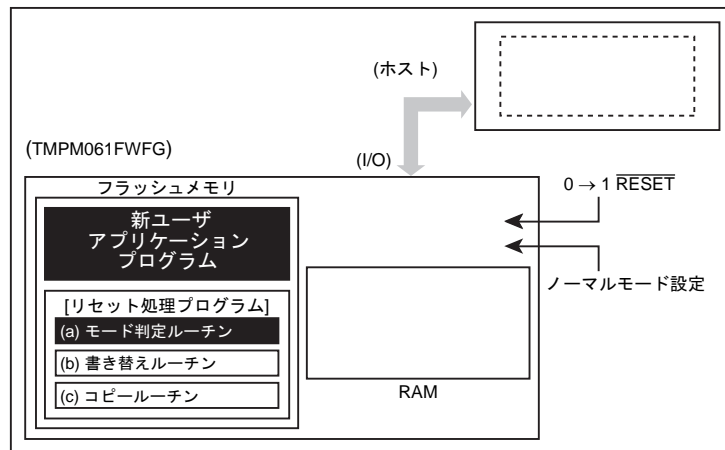 (ホスト)
(TMPM061FWFG)
(I/O)
フラッシュメモリ
0 → 1 RESET
新ユーザ
アプリケーション
プログラム
ノーマルモード設定
[リセット処理プログラム]
(a) モード判定ルーチン
(b) 書き替えルーチン
(c) コピールーチン
RAM